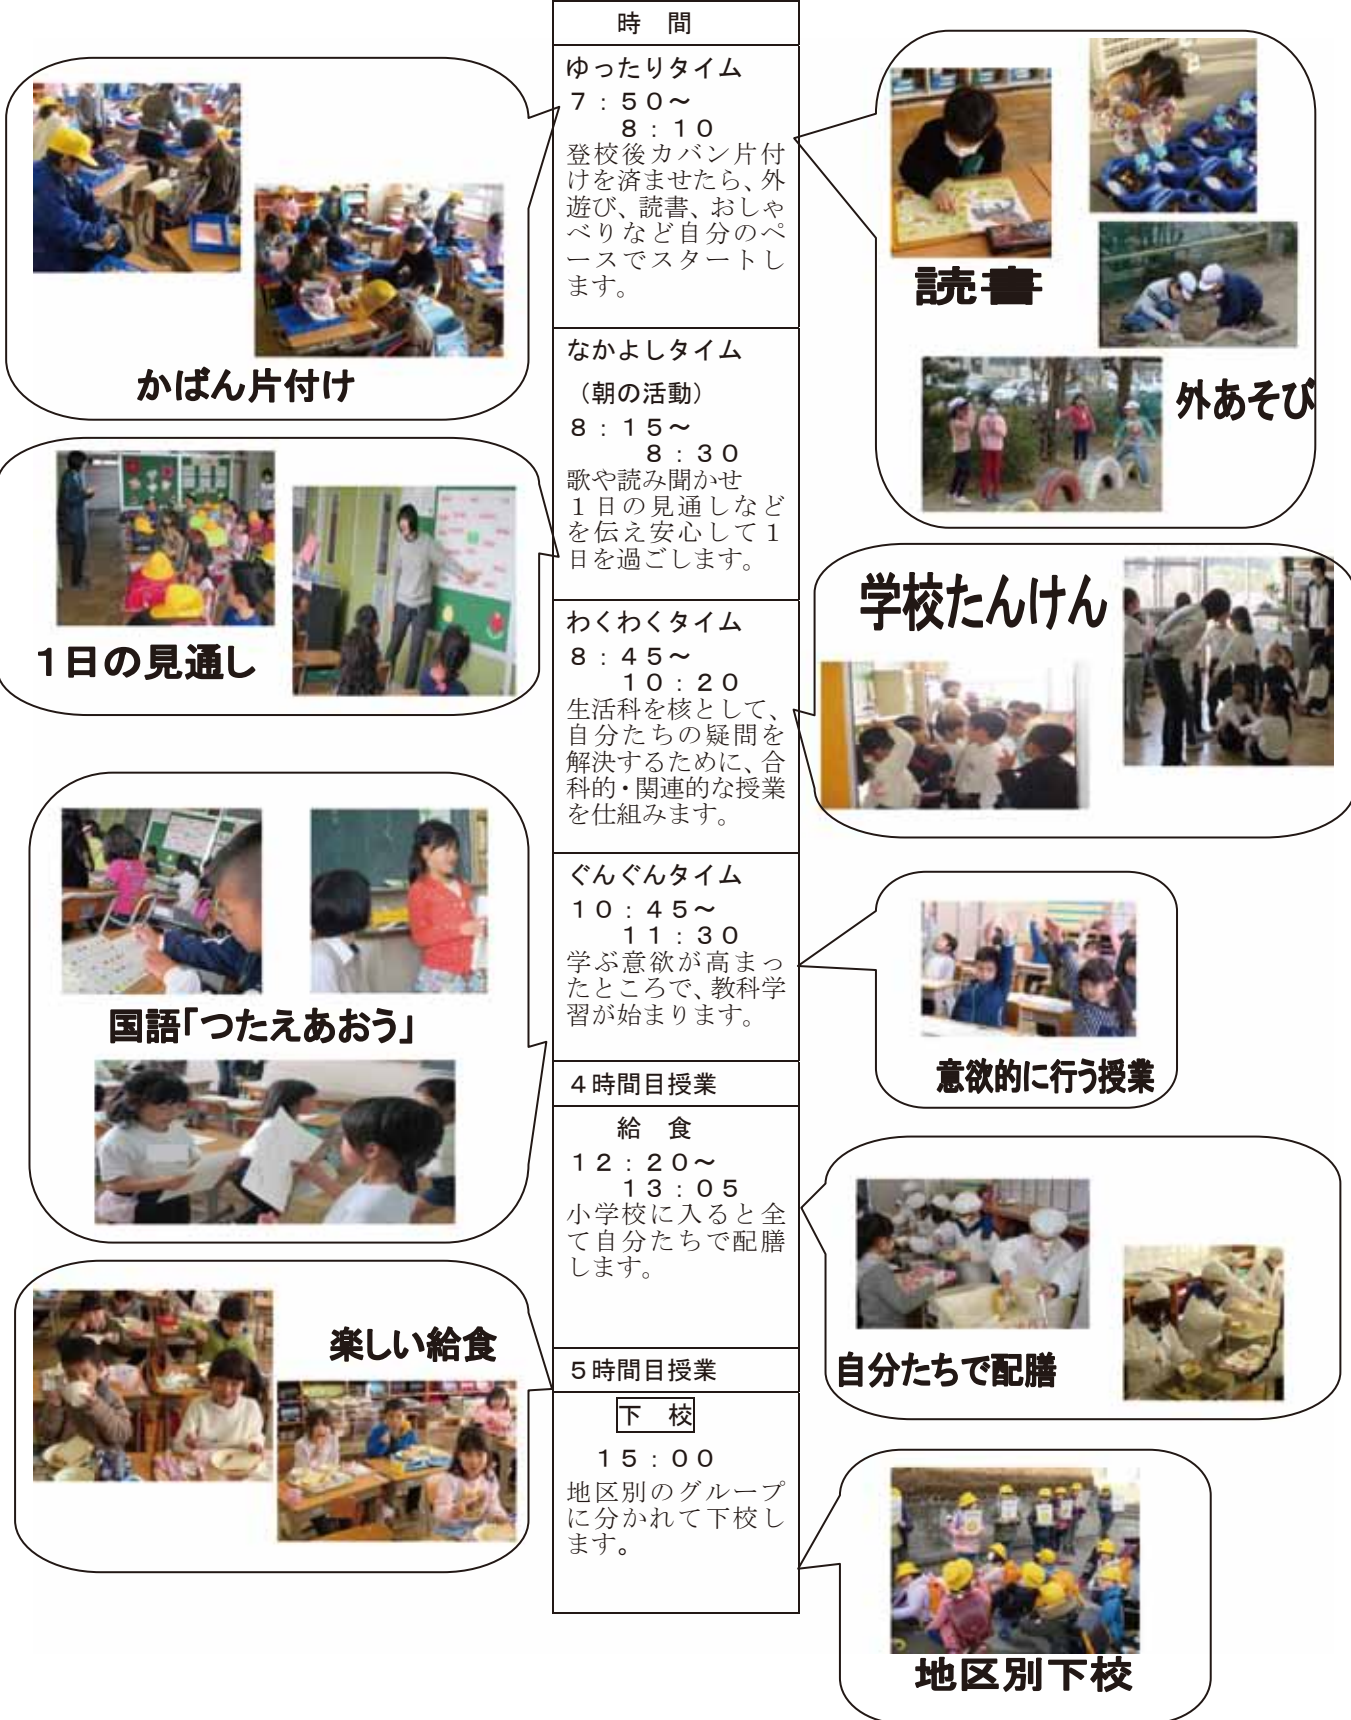 時　間
ゆったりタイム
７：５０～
８：１０
登校後カバン片付
けを済ませたら、外
遊び、読書、おしゃ
べりなど自分のペ
ースでスタートし
ます。
かばん片付け
読書
外あそび
なかよしタイム
（朝の活動）
８：１５～
８：３０
歌や読み聞かせ
１日の見通しなど
を伝え安心して１
日を過ごします。
１日の見通し
わくわくタイム
８：４５～
１０：２０
生活科を核として、
自分たちの疑問を
解決するために、合
科的・関連的な授業
を仕組みます。
学校たんけん
ぐんぐんタイム
１０：４５～
１１：３０
学ぶ意欲が高まっ
たところで、教科学
習が始まります。
国語「つたえあおう」
意欲的に行う授業
４時間目授業
給　食
１２：２０～
１３：０５
小学校に入ると全
て自分たちで配膳
します。
楽しい給食
自分たちで配膳
５時間目授業
下　校
１５：００
地区別のグループ
に分かれて下校し
ます。
地区別下校